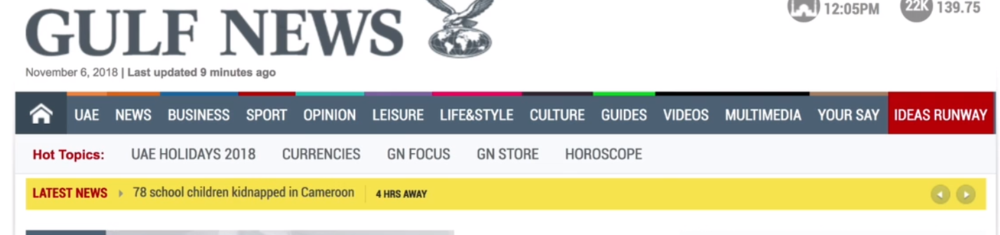 GULF NEWS
12:05PM 22K 139.75
November 6, 2018 | Last updated 9 minutes ago
UAE NEWS BUSINESS SPORT OPINION LEISURE LIFE&STYLE CULTURE GUIDES VIDEOS MULTIMEDIA YOUR SAY IDEAS RUNWAY
Hot Topics: UAE HOLIDAYS 2018 CURRENCIES GN FOCUS GN STORE HOROSCOPE
LATEST NEWS 78 school children kidnapped in Cameroon 4 HRS AWAY